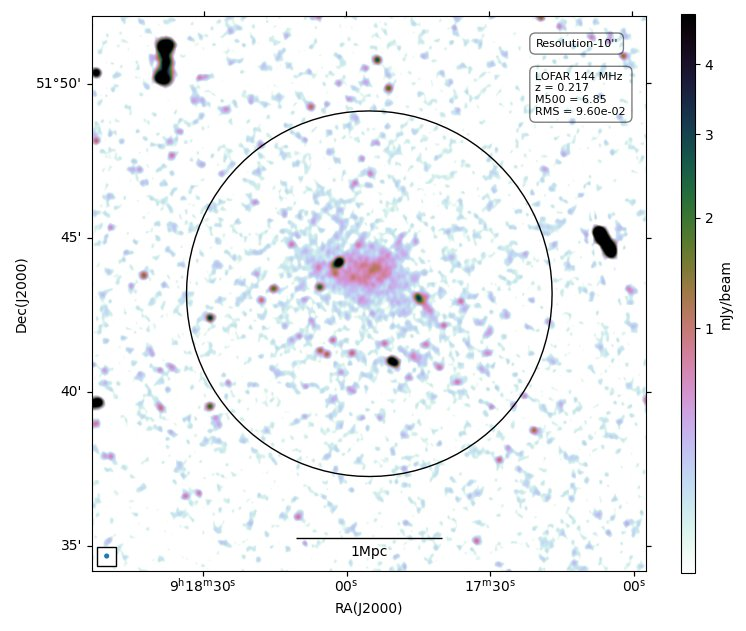 Resolution-10''
LOFAR 144 MHz
z = 0.217
M500 = 6.85
RMS = 9.60e-02
51°50'
45'
40'
35'
Dec(J2000)
1Mpc
9ʰ18ᵐ30ˢ
00ˢ
17ᵐ30ˢ
00ˢ
RA(J2000)
4
3
2
1
mJy/beam